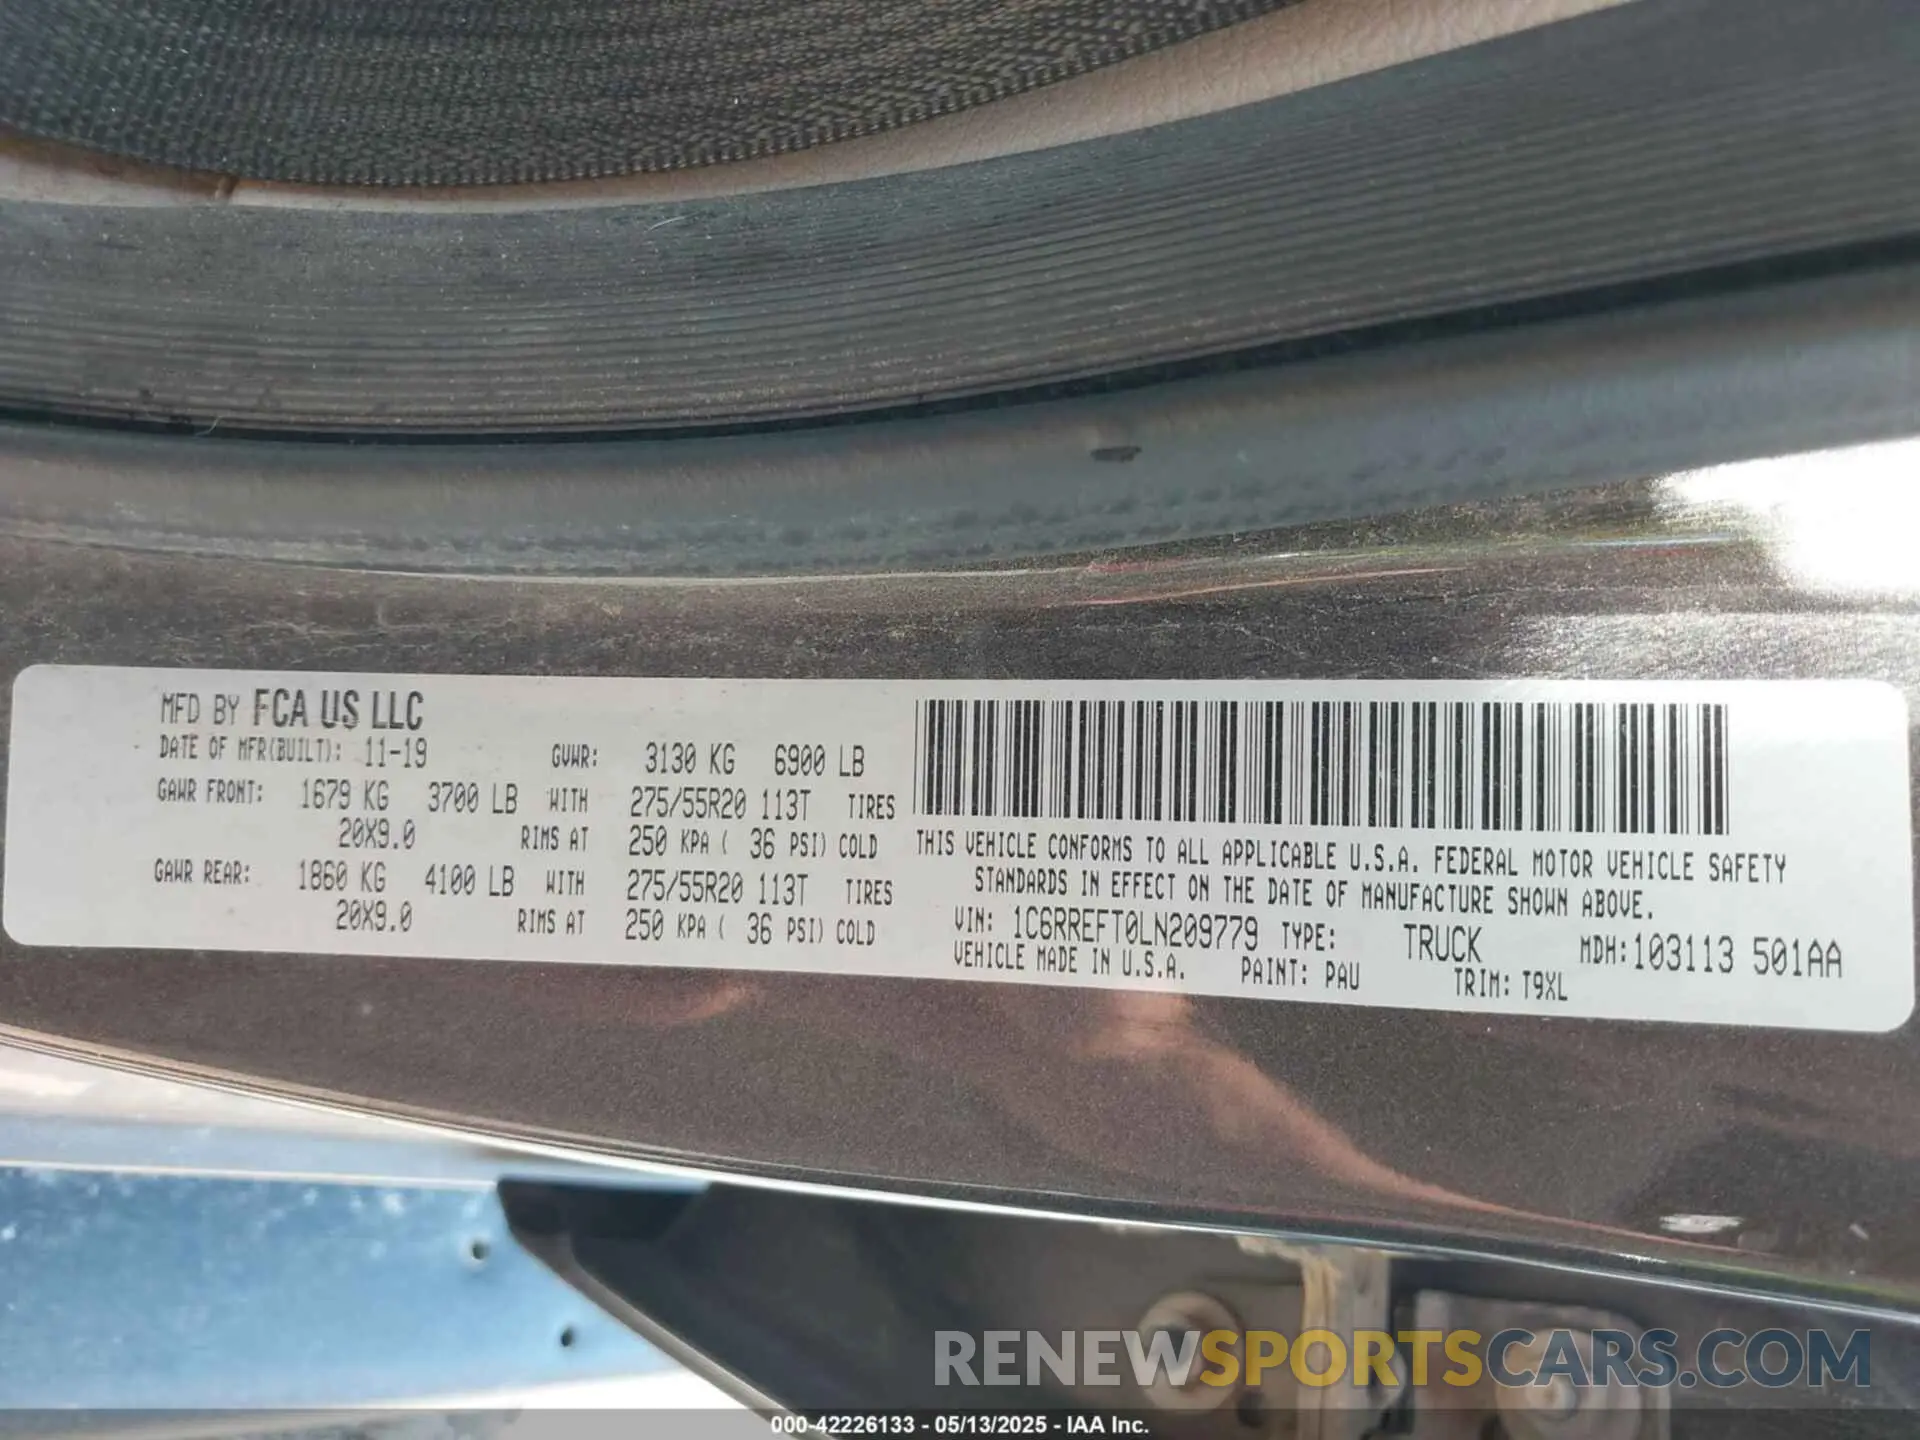 MFD BY FCA US LLC
DATE OF MFR(BUILT): 11-19 GVWR: 3130 KG 6900 LB
GAWR FRONT: 1679 KG 3700 LB WITH 275/55R20 113T TIRES
20X9.0 RIMS AT 250 KPA ( 36 PSI) COLD
GAWR REAR: 1860 KG 4100 LB WITH 275/55R20 113T TIRES
20X9.0 RIMS AT 250 KPA ( 36 PSI) COLD
THIS VEHICLE CONFORMS TO ALL APPLICABLE U.S.A. FEDERAL MOTOR VEHICLE SAFETY
STANDARDS IN EFFECT ON THE DATE OF MANUFACTURE SHOWN ABOVE.
VIN: 1C6RREFT0LN209779 TYPE: TRUCK MDH:103113 501AA
VEHICLE MADE IN U.S.A. PAINT: PAU TRIM: T9XL
RENEWSPORTSCARS.COM
000-42226133 - 05/13/2025 - IAA Inc.